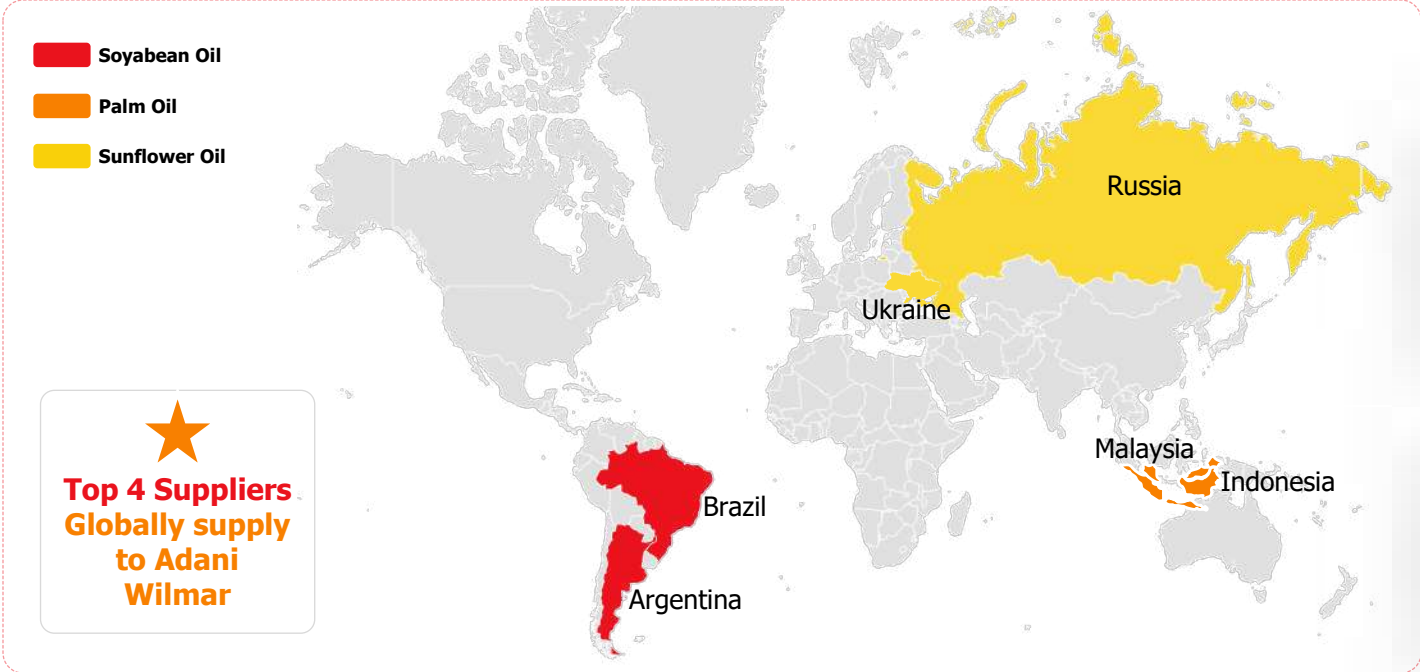 Soyabean Oil
Palm Oil
Sunflower Oil
Russia
Ukraine
Malaysia
Indonesia
Brazil
Argentina
Top 4 Suppliers
Globally supply
to Adani
Wilmar